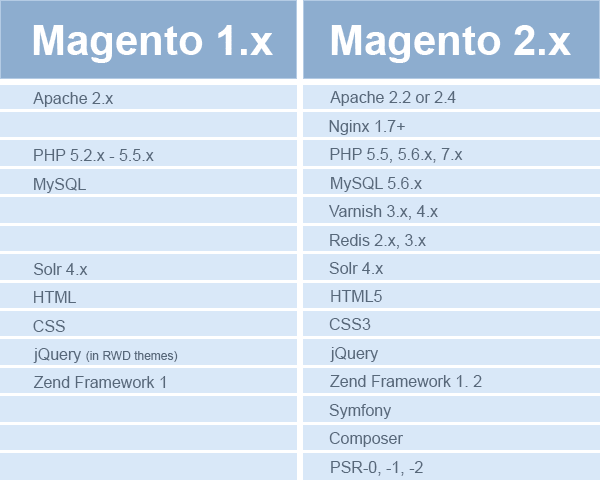 Magento 1.x Magento 2.x
Apache 2.x Apache 2.2 or 2.4
Nginx 1.7+
PHP 5.2.x - 5.5.x PHP 5.5, 5.6.x, 7.x
MySQL MySQL 5.6.x
Varnish 3.x, 4.x
Redis 2.x, 3.x
Solr 4.x Solr 4.x
HTML HTML5
CSS CSS3
jQuery (in RWD themes) jQuery
Zend Framework 1 Zend Framework 1. 2
Symfony
Composer
PSR-0, -1, -2